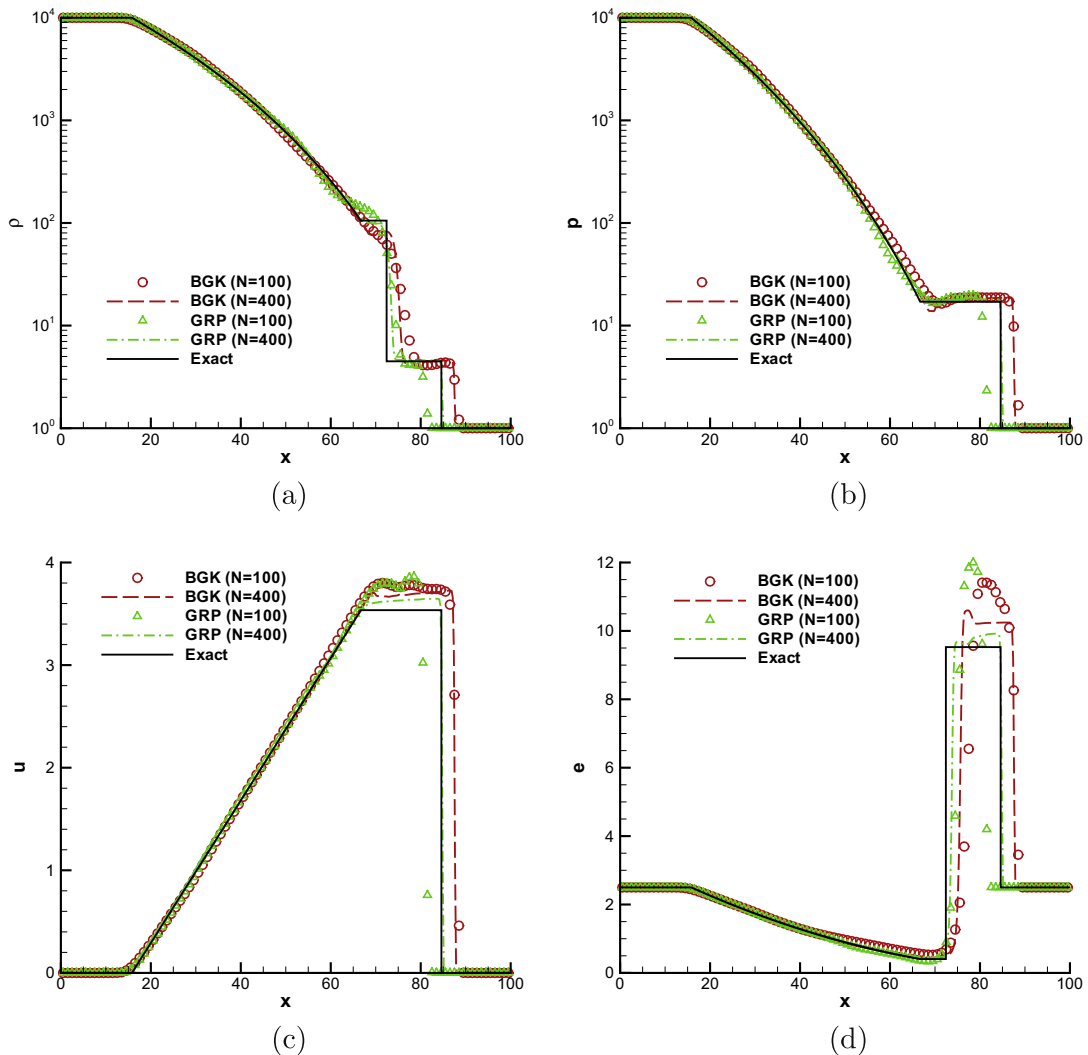 10⁴
10³
10²
10¹
10⁰
ρ
BGK (N=100)
BGK (N=400)
GRP (N=100)
GRP (N=400)
Exact
0 20 40 60 80 100
x
(a)
10⁴
10³
10²
10¹
10⁰
p
BGK (N=100)
BGK (N=400)
GRP (N=100)
GRP (N=400)
Exact
0 20 40 60 80 100
x
(b)
4
3
2
1
0
u
BGK (N=100)
BGK (N=400)
GRP (N=100)
GRP (N=400)
Exact
0 20 40 60 80 100
x
(c)
12
10
8
6
4
2
0
e
BGK (N=100)
BGK (N=400)
GRP (N=100)
GRP (N=400)
Exact
0 20 40 60 80 100
x
(d)